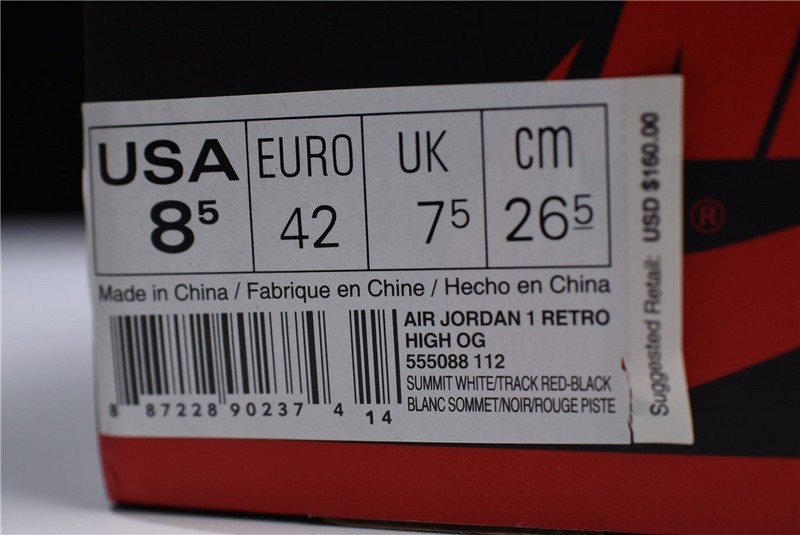 USA EURO UK cm
8⁵ 42 7⁵ 26⁵
Made in China / Fabrique en Chine / Hecho en China
AIR JORDAN 1 RETRO
HIGH OG
555088 112
SUMMIT WHITE/TRACK RED-BLACK
BLANC SOMMET/NOIR/ROUGE PISTE
8 87228 90237 4 14
Suggested Retail: USD $160.00
®